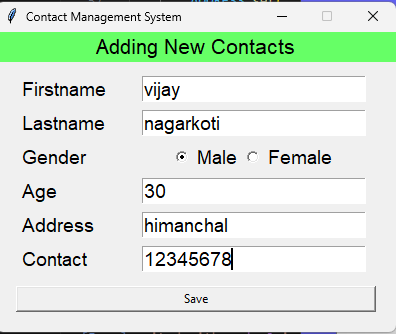 Contact Management System
Adding New Contacts
Firstname vijay
Lastname nagarkoti
Gender Male Female
Age 30
Address himanchal
Contact 12345678
Save